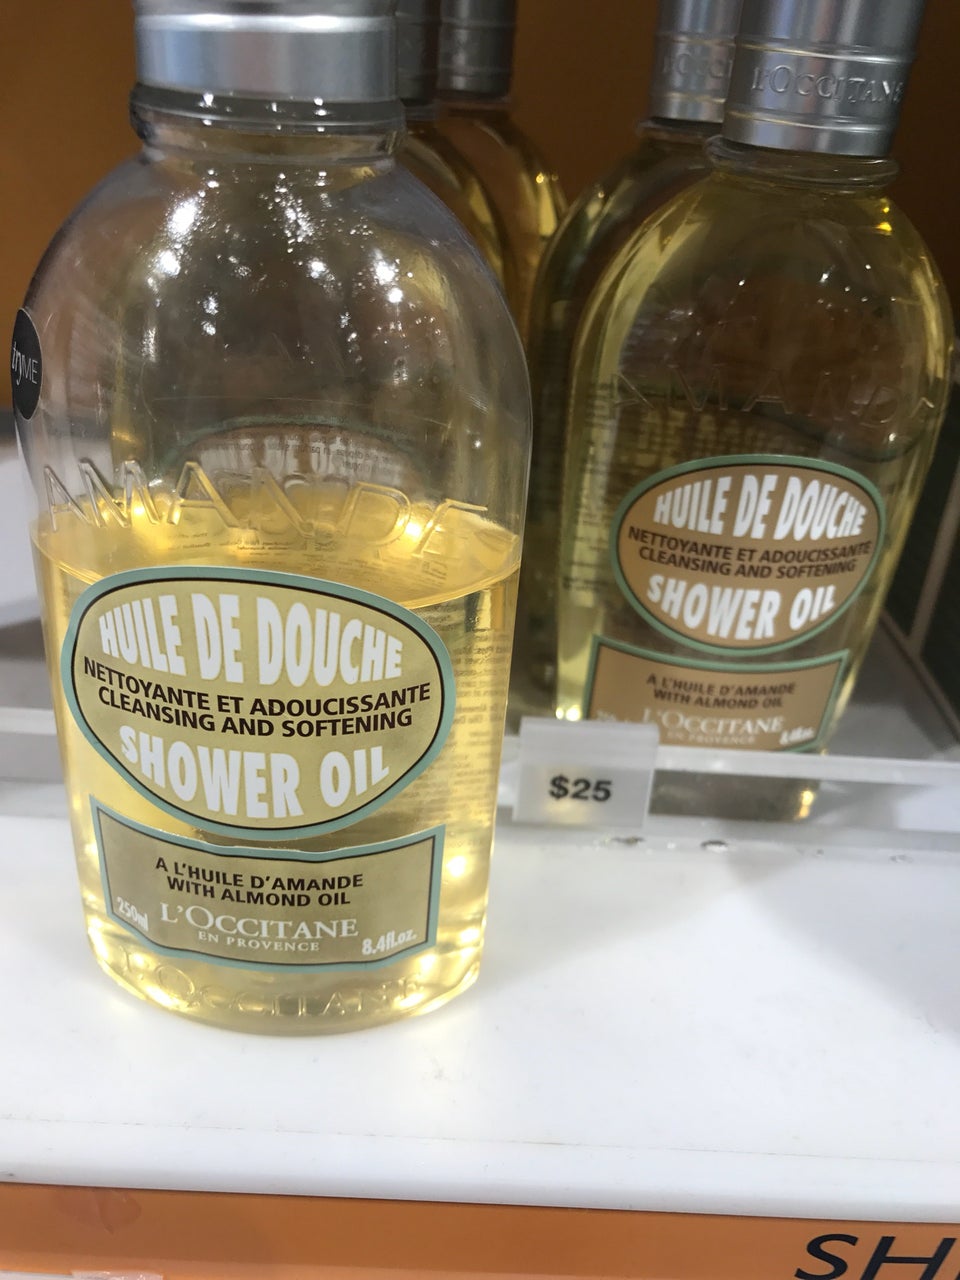 tryME
AMANDE
HUILE DE DOUCHE
NETTOYANTE ET ADOUCISSANTE
CLEANSING AND SOFTENING
SHOWER OIL
A L'HUILE D'AMANDE
WITH ALMOND OIL
250ml
L'OCCITANE
EN PROVENCE
8.4fl.oz.
L'OCCITANE
L'OCCITANE
AMANDE
HUILE DE DOUCHE
NETTOYANTE ET ADOUCISSANTE
CLEANSING AND SOFTENING
SHOWER OIL
A L'HUILE D'AMANDE
WITH ALMOND OIL
L'OCCITANE
EN PROVENCE
$25
SH